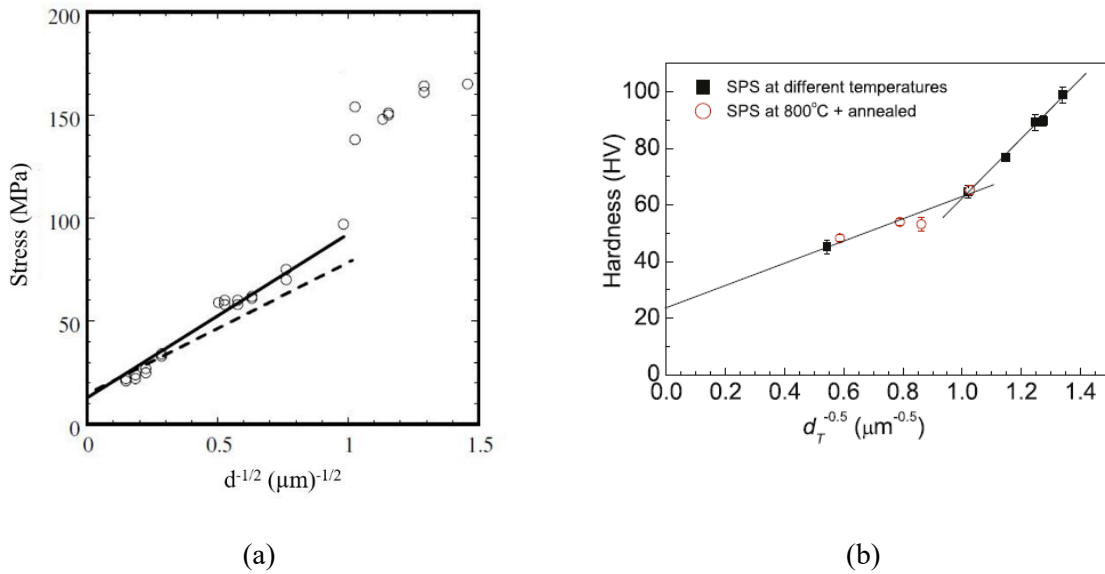 200
150
100
50
0
Stress (MPa)
0 0.5 1 1.5
d-1/2 (μm)-1/2
(a)
SPS at different temperatures
SPS at 800°C + annealed
100
80
60
40
20
0
Hardness (HV)
0.0 0.2 0.4 0.6 0.8 1.0 1.2 1.4
dT-0.5 (μm-0.5)
(b)